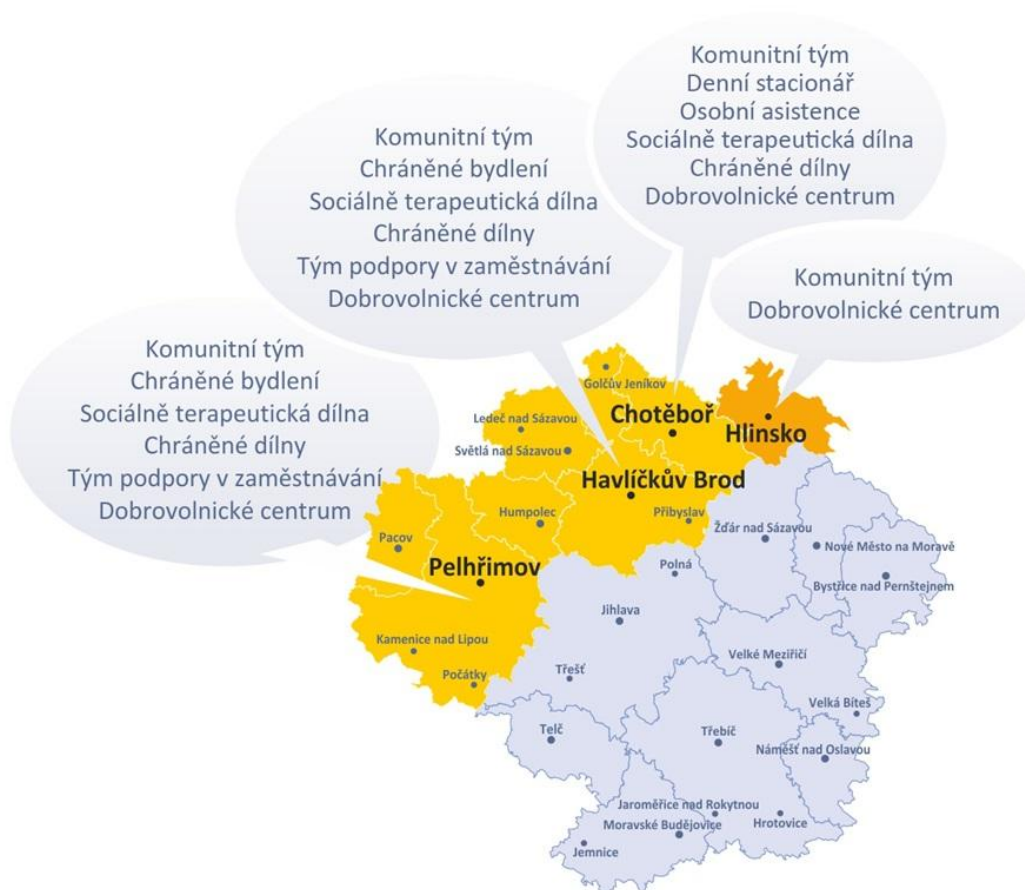 Komunitní tým
Denní stacionář
Osobní asistence
Sociálně terapeutická dílna
Chráněné dílny
Dobrovolnické centrum
Komunitní tým
Chráněné bydlení
Sociálně terapeutická dílna
Chráněné dílny
Tým podpory v zaměstnávání
Dobrovolnické centrum
Komunitní tým
Dobrovolnické centrum
Komunitní tým
Chráněné bydlení
Sociálně terapeutická dílna
Chráněné dílny
Tým podpory v zaměstnávání
Dobrovolnické centrum
Golčův Jeníkov
Chotěboř
Ledeč nad Sázavou
Hlinsko
Světlá nad Sázavou
Havlíčkův Brod
Humpolec
Přibyslav
Žďár nad Sázavou
Pacov
Nové Město na Moravě
Pelhřimov
Polná
Bystřice nad Pernštejnem
Jihlava
Kamenice nad Lipou
Velké Meziříčí
Třešť
Počátky
Velká Bíteš
Telč
Třebíč
Náměšť nad Oslavou
Jaroměřice nad Rokytnou
Moravské Budějovice
Hrotovice
Jemnice